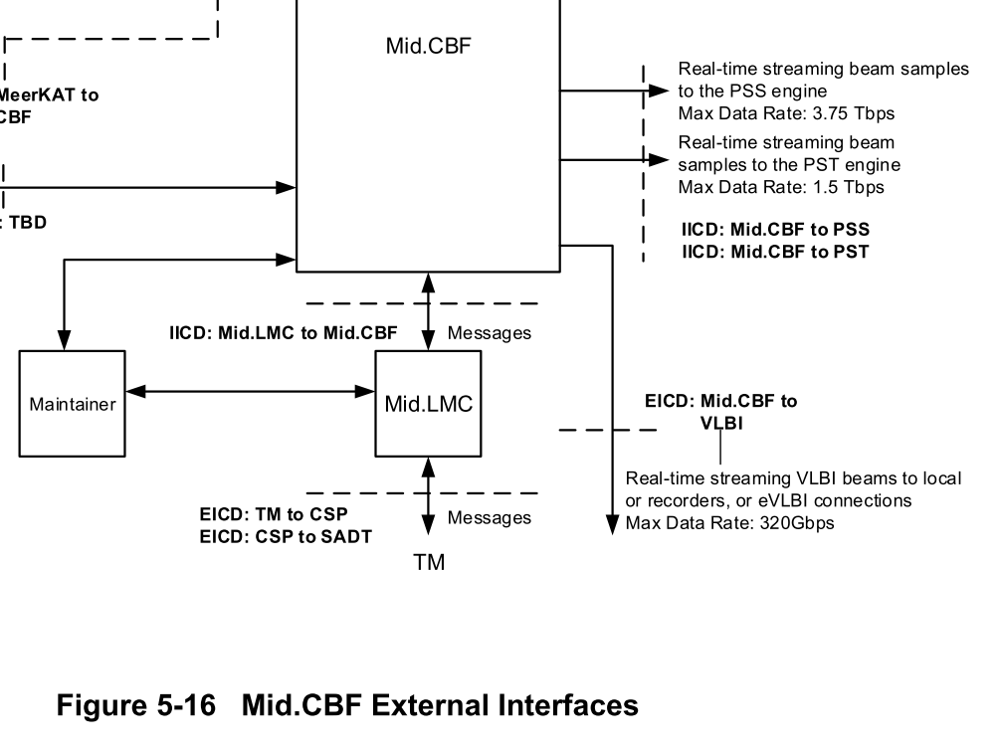 Mid.CBF
Real-time streaming beam samples
to the PSS engine
Max Data Rate: 3.75 Tbps
MeerKAT to
CBF
Real-time streaming beam
samples to the PST engine
Max Data Rate: 1.5 Tbps
: TBD
IICD: Mid.CBF to PSS
IICD: Mid.CBF to PST
IICD: Mid.LMC to Mid.CBF
Messages
Maintainer
Mid.LMC
EICD: Mid.CBF to
VLBI
Real-time streaming VLBI beams to local
or recorders, or eVLBI connections
Max Data Rate: 320Gbps
EICD: TM to CSP
EICD: CSP to SADT
Messages
TM
Figure 5-16 Mid.CBF External Interfaces